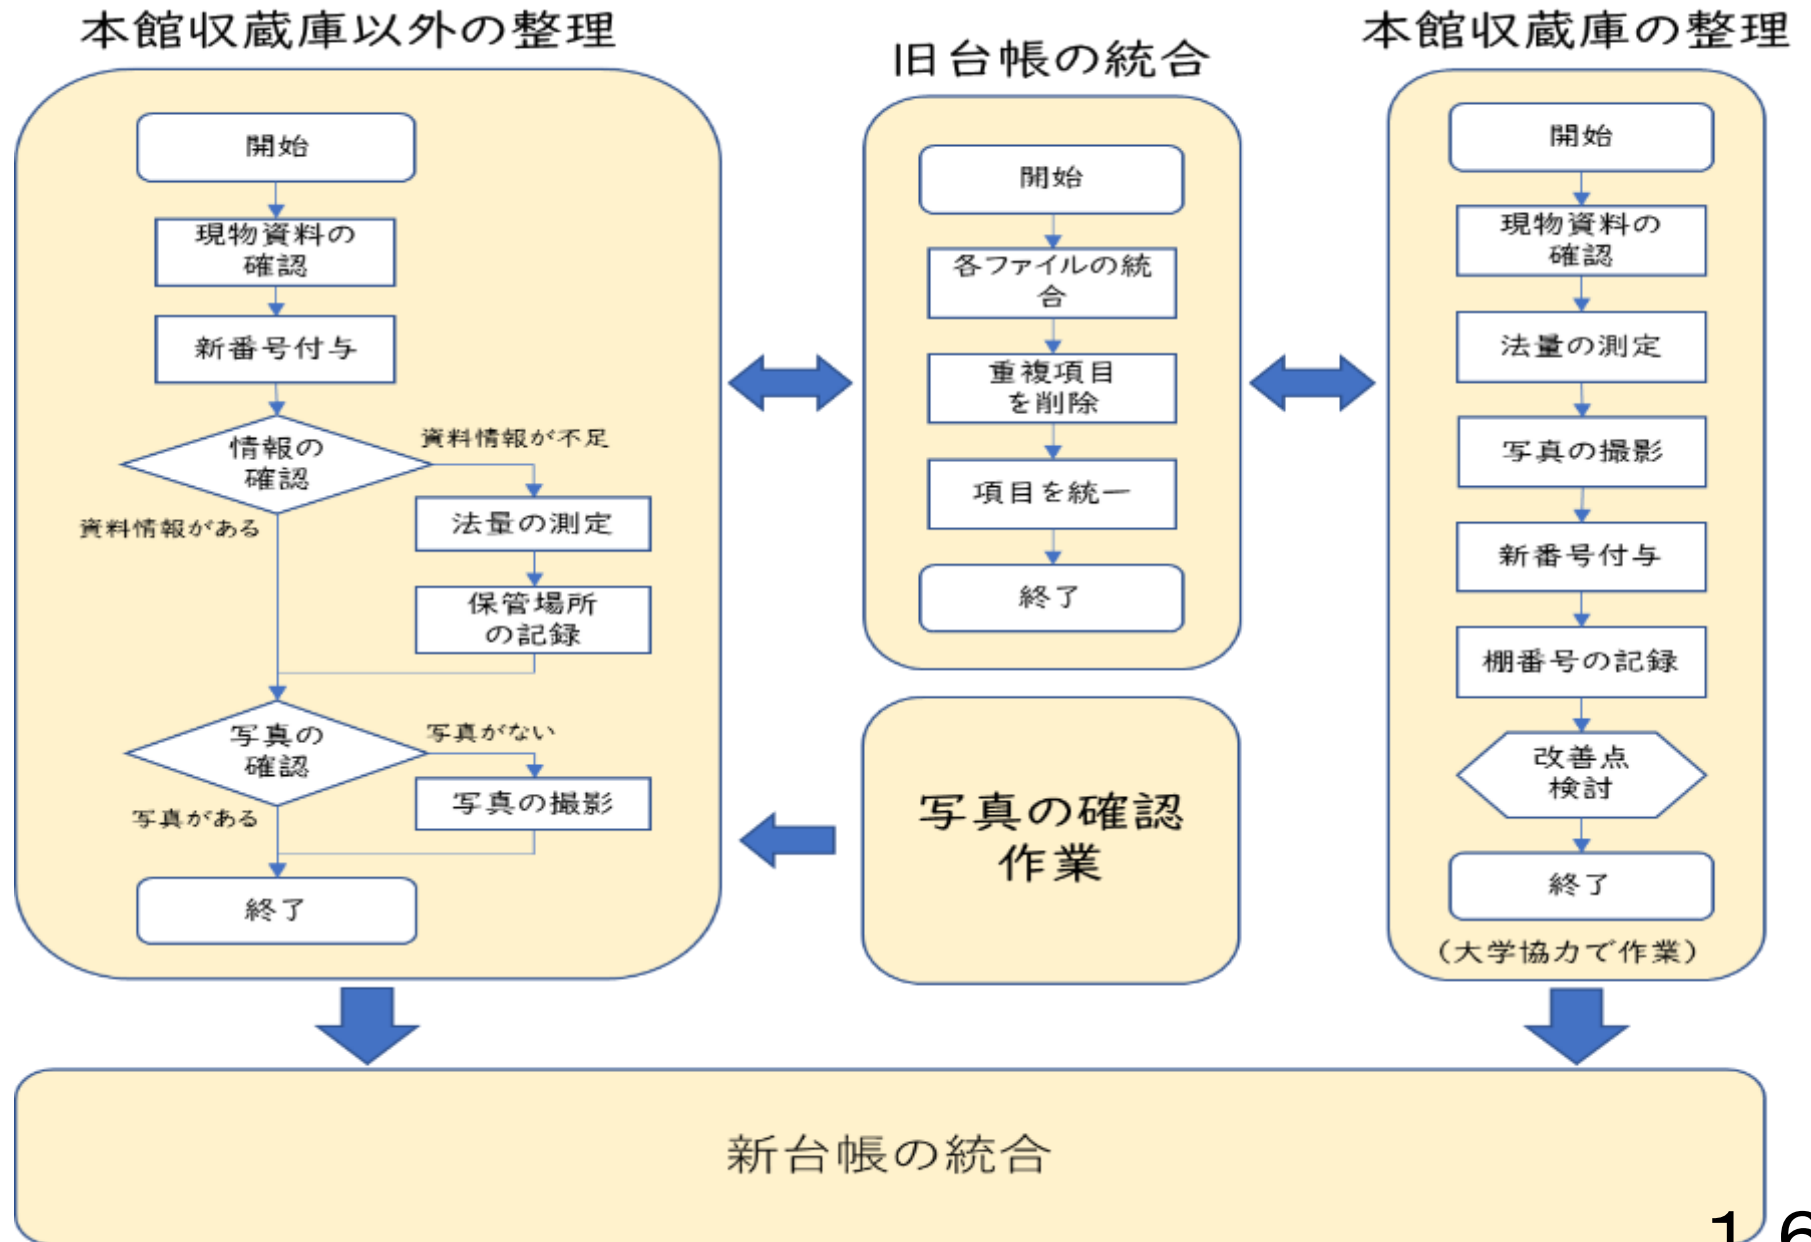 本館収蔵庫以外の整理
開始
現物資料の
確認
新番号付与
情報の
確認
資料情報が不足
資料情報がある
法量の測定
保管場所
の記録
写真の
確認
写真がない
写真がある
写真の撮影
終了
旧台帳の統合
開始
各ファイルの統
合
重複項目
を削除
項目を統一
終了
写真の確認
作業
本館収蔵庫の整理
開始
現物資料の
確認
法量の測定
写真の撮影
新番号付与
棚番号の記録
改善点
検討
終了
（大学協力で作業）
新台帳の統合
16